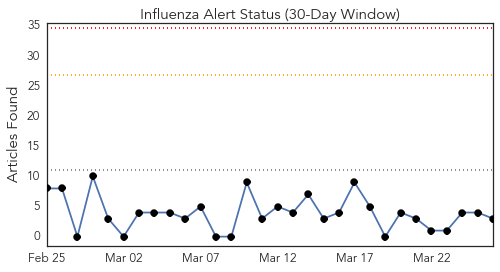 Influenza Alert Status (30-Day Window)
Articles Found
35
30
25
20
15
10
5
0
Feb 25 Mar 02 Mar 07 Mar 12 Mar 17 Mar 22